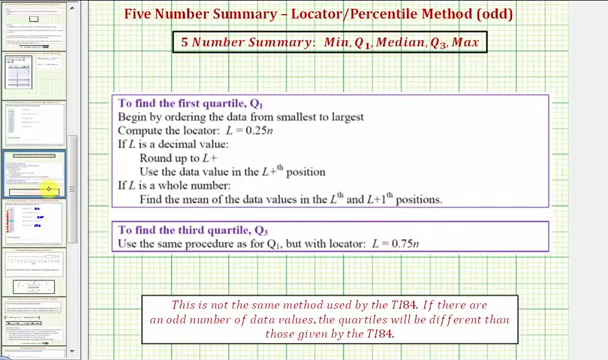 Five Number Summary – Locator/Percentile Method (odd)
5 Number Summary: Min, Q₁, Median, Q₃, Max
To find the first quartile, Q₁
Begin by ordering the data from smallest to largest
Compute the locator: L = 0.25n
If L is a decimal value:
Round up to L+
Use the data value in the L+ᵗʰ position
If L is a whole number:
Find the mean of the data values in the Lᵗʰ and L+1ᵗʰ positions.
To find the third quartile, Q₃
Use the same procedure as for Q₁, but with locator: L = 0.75n
This is not the same method used by the TI84. If there are
an odd number of data values, the quartiles will be different than
those given by the TI84.